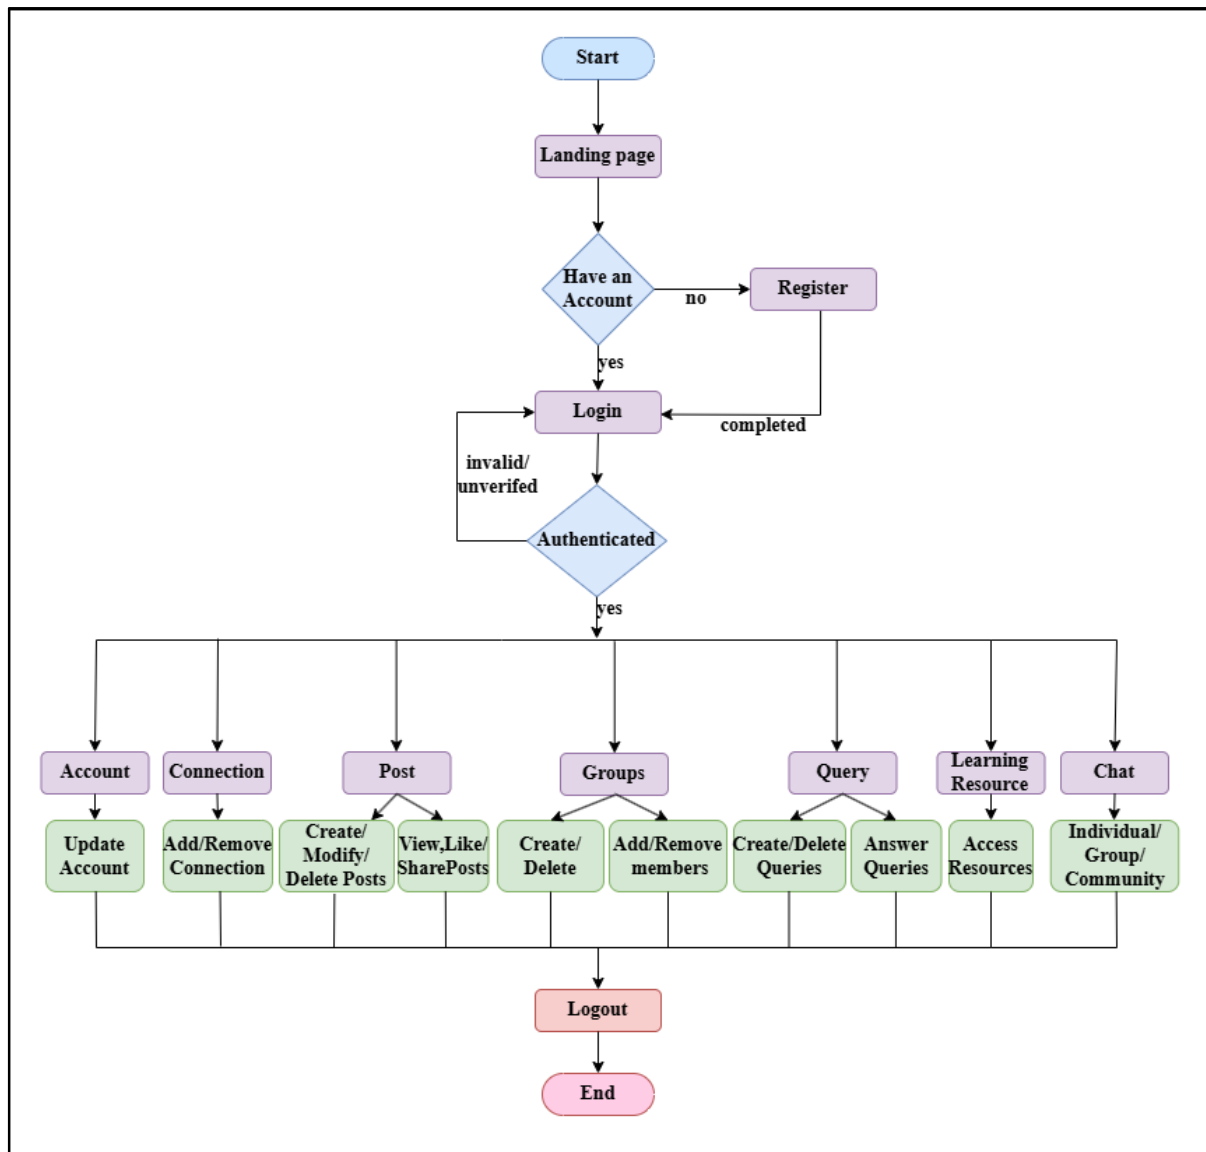 Start
Landing page
Have an
Account
no
Register
yes
Login
completed
invalid/
unverifed
Authenticated
yes
Account
Connection
Post
Groups
Query
Learning
Resource
Chat
Update
Account
Add/Remove
Connection
Create/
Modify/
Delete Posts
View,Like/
SharePosts
Create/
Delete
Add/Remove
members
Create/Delete
Queries
Answer
Queries
Access
Resources
Individual/
Group/
Community
Logout
End